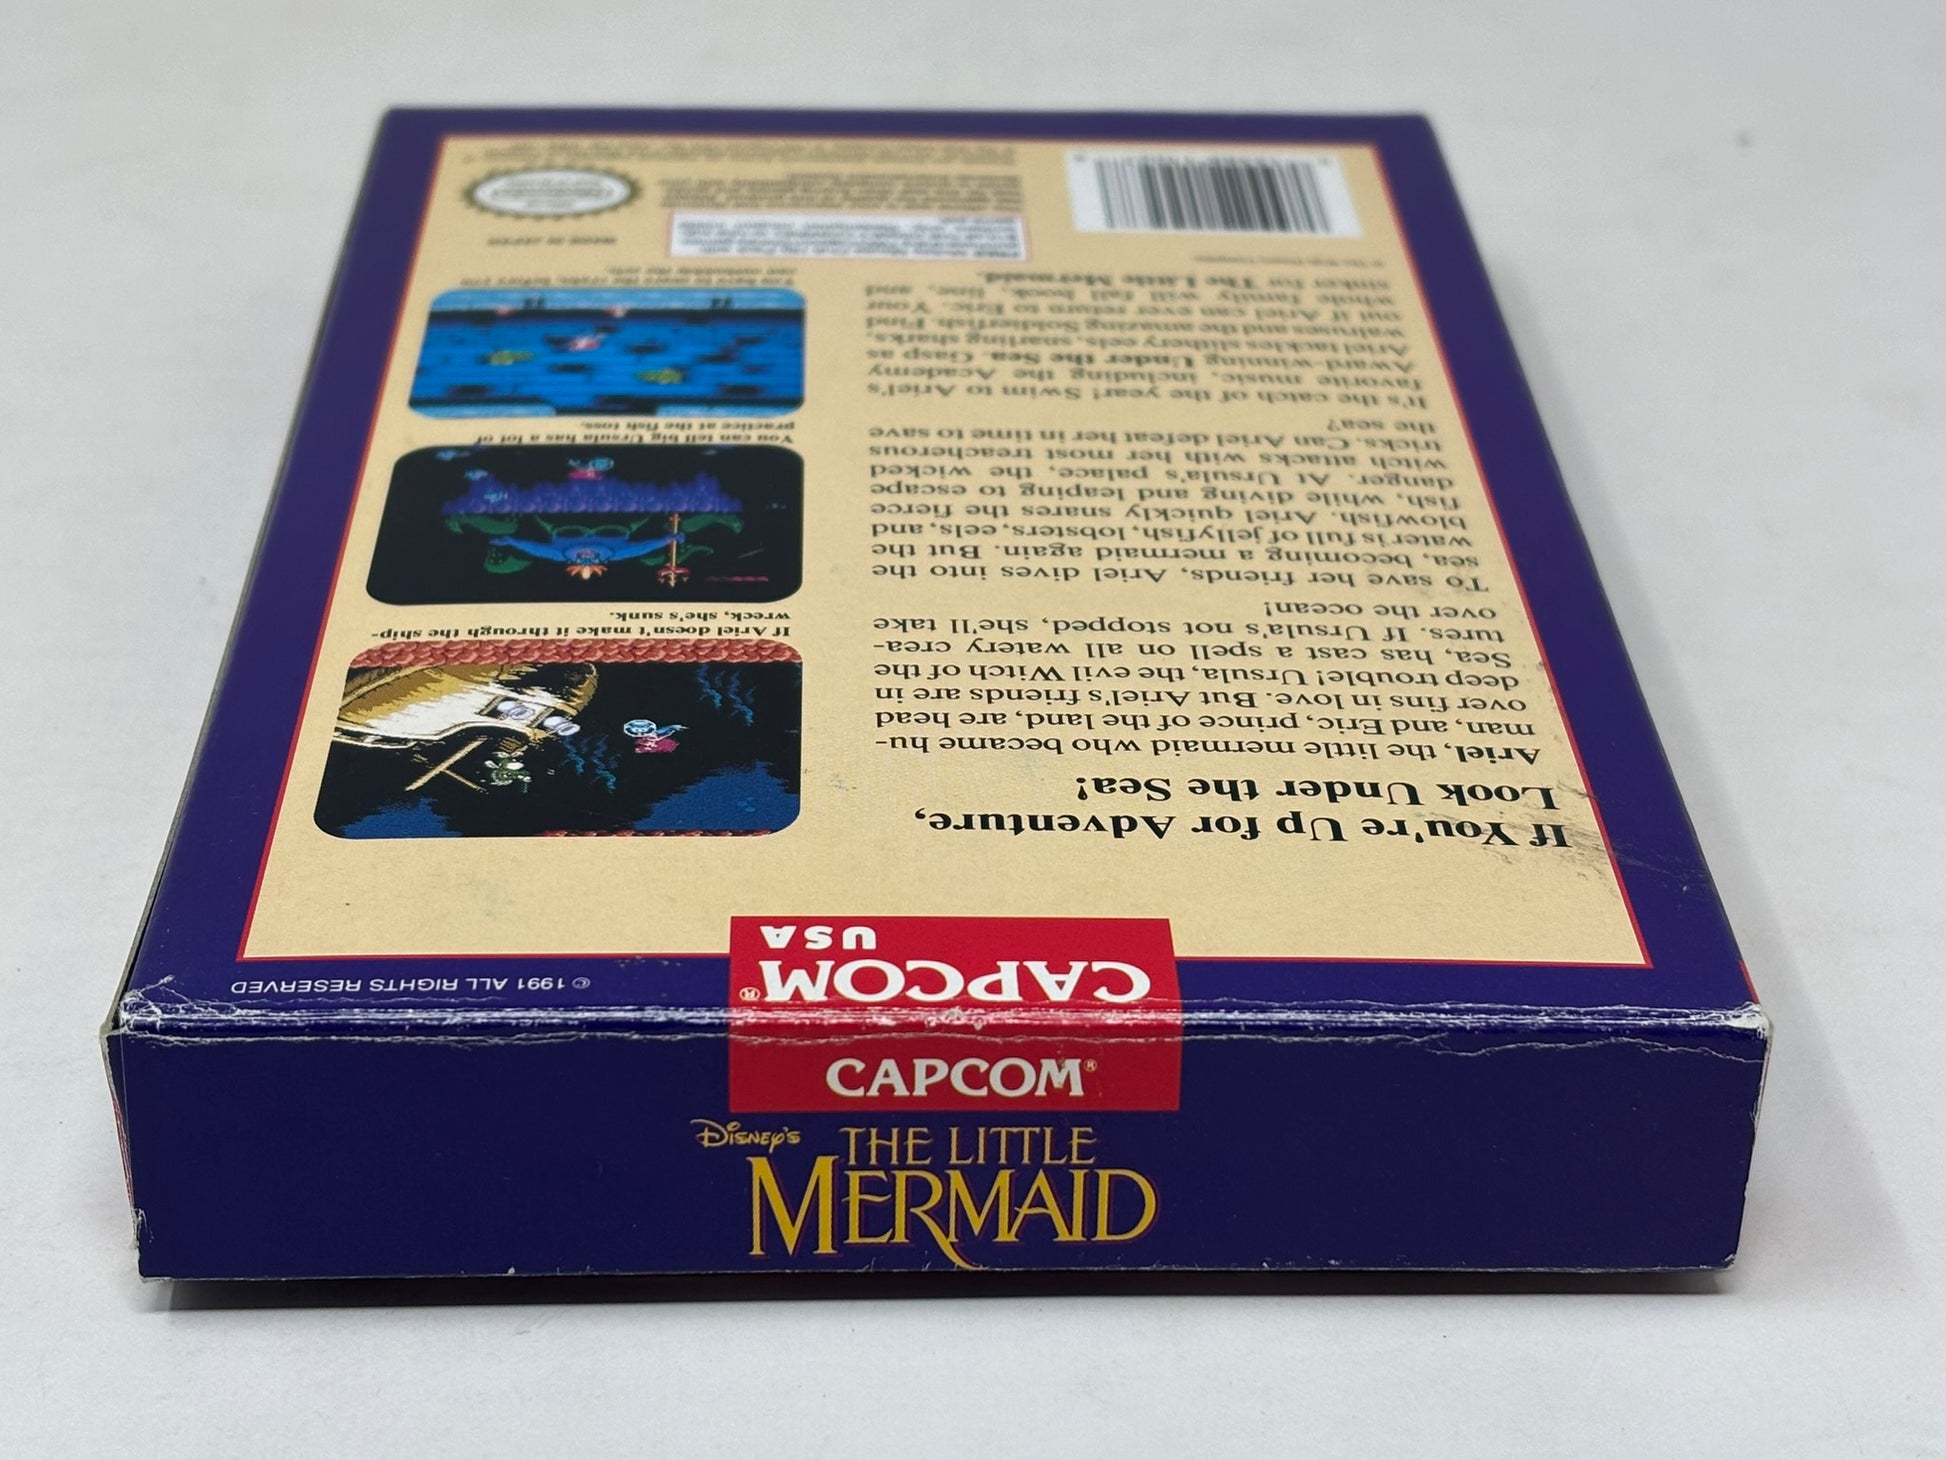 CAPCOM®
DISNEY'S
THE LITTLE
MERMAID
CAPCOM®
USA
© 1991 ALL RIGHTS RESERVED
If You're Up for Adventure,
Look Under the Sea!
Ariel, the little mermaid who became hu-
man, and Eric, prince of the land, are head
over fins in love. But Ariel's friends are in
deep trouble! Ursula, the evil Witch of the
Sea, has cast a spell on all watery crea-
tures. If Ursula's not stopped, she'll take
over the ocean!
To save her friends, Ariel dives into the
sea, becoming a mermaid again. But the
water is full of jellyfish, lobsters, eels, and
blowfish. Ariel quickly snares the fierce
fish, while diving and leaping to escape
danger. At Ursula's palace, the wicked
witch attacks with her most treacherous
tricks. Can Ariel defeat her in time to save
the sea?
It's the catch of the year! Swim to Ariel's
favorite music, including the Academy
Award-winning Under the Sea. Gasp as
Ariel tackles slithery eels, snarling sharks,
walruses and the amazing Soldierfish. Find
out if Ariel can ever return to Eric. Your
whole family will fall hook, line, and
sinker for The Little Mermaid.
If Ariel doesn't make it through the ship-
wreck, she's sunk.
You can tell big Ursula has a lot of
practice at the fish toss.
MADE IN JAPAN